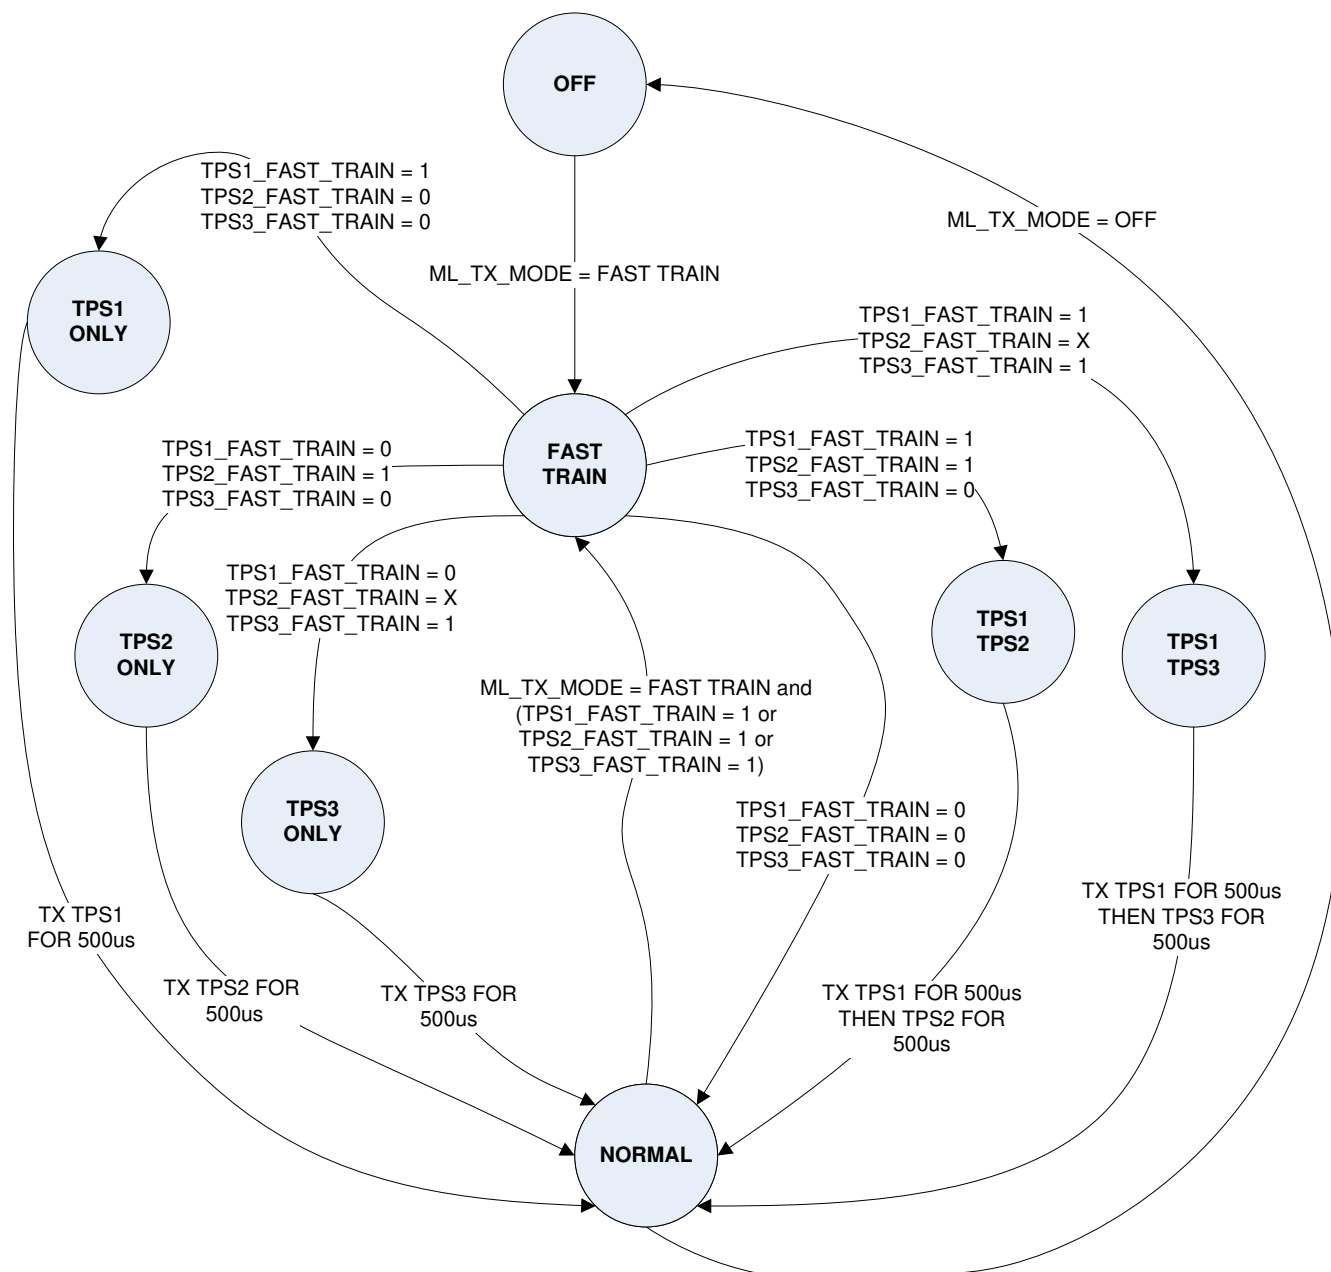 OFF
TPS1_FAST_TRAIN = 1
TPS2_FAST_TRAIN = 0
TPS3_FAST_TRAIN = 0
ML_TX_MODE = OFF
ML_TX_MODE = FAST TRAIN
TPS1
ONLY
TPS1_FAST_TRAIN = 1
TPS2_FAST_TRAIN = X
TPS3_FAST_TRAIN = 1
FAST
TRAIN
TPS1_FAST_TRAIN = 0
TPS2_FAST_TRAIN = 1
TPS3_FAST_TRAIN = 0
TPS1_FAST_TRAIN = 1
TPS2_FAST_TRAIN = 1
TPS3_FAST_TRAIN = 0
TPS1_FAST_TRAIN = 0
TPS2_FAST_TRAIN = X
TPS3_FAST_TRAIN = 1
TPS2
ONLY
TPS1
TPS2
TPS1
TPS3
ML_TX_MODE = FAST TRAIN and
(TPS1_FAST_TRAIN = 1 or
TPS2_FAST_TRAIN = 1 or
TPS3_FAST_TRAIN = 1)
TPS3
ONLY
TPS1_FAST_TRAIN = 0
TPS2_FAST_TRAIN = 0
TPS3_FAST_TRAIN = 0
TX TPS1
FOR 500us
TX TPS1 FOR 500us
THEN TPS3 FOR
500us
TX TPS2 FOR
500us
TX TPS3 FOR
500us
TX TPS1 FOR 500us
THEN TPS2 FOR
500us
NORMAL